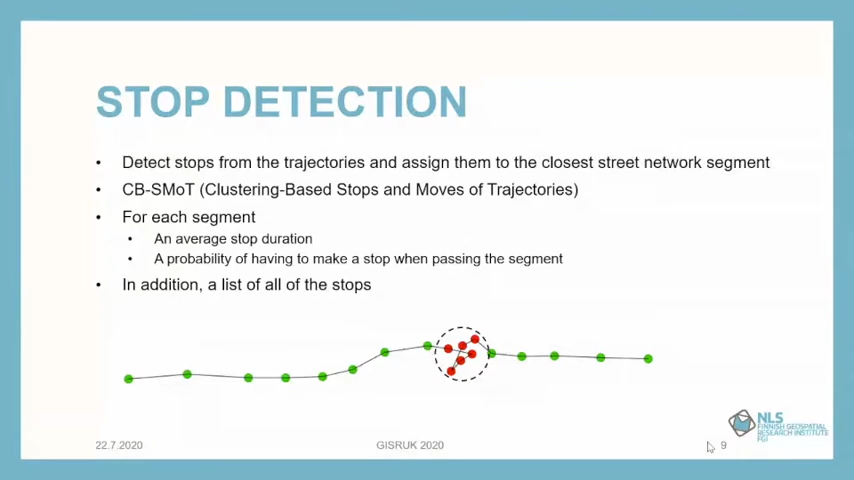 STOP DETECTION
• Detect stops from the trajectories and assign them to the closest street network segment
• CB-SMoT (Clustering-Based Stops and Moves of Trajectories)
• For each segment
• An average stop duration
• A probability of having to make a stop when passing the segment
• In addition, a list of all of the stops
NLS
FINNISH GEOSPATIAL
RESEARCH INSTITUTE
FGI
22.7.2020
GISRUK 2020
9